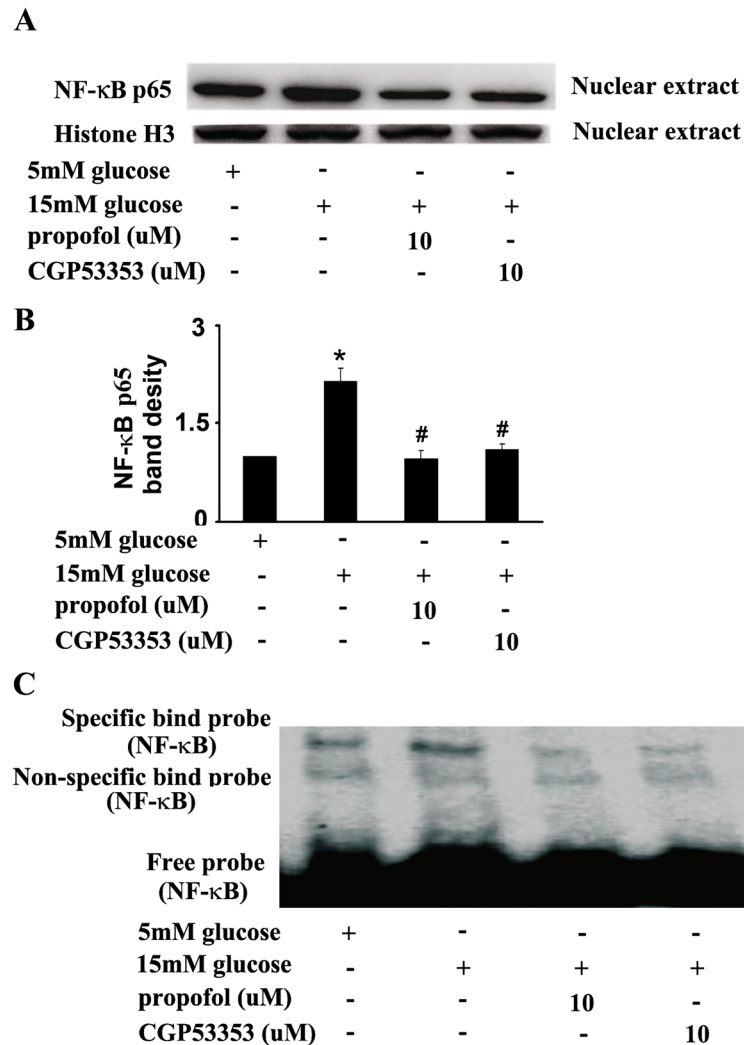 A
NF-κB p65 Nuclear extract
Histone H3 Nuclear extract
5mM glucose + - - -
15mM glucose - + + +
propofol (uM) - - 10 -
CGP53353 (uM) - - - 10
B
NF-κB p65
band desity
3
1.5
0
*
#
#
5mM glucose + - - -
15mM glucose - + + +
propofol (uM) - - 10 -
CGP53353 (uM) - - - 10
C
Specific bind probe
(NF-κB)
Non-specific bind probe
(NF-κB)
Free probe
(NF-κB)
5mM glucose + - - -
15mM glucose - + + +
propofol (uM) - - 10 -
CGP53353 (uM) - - - 10